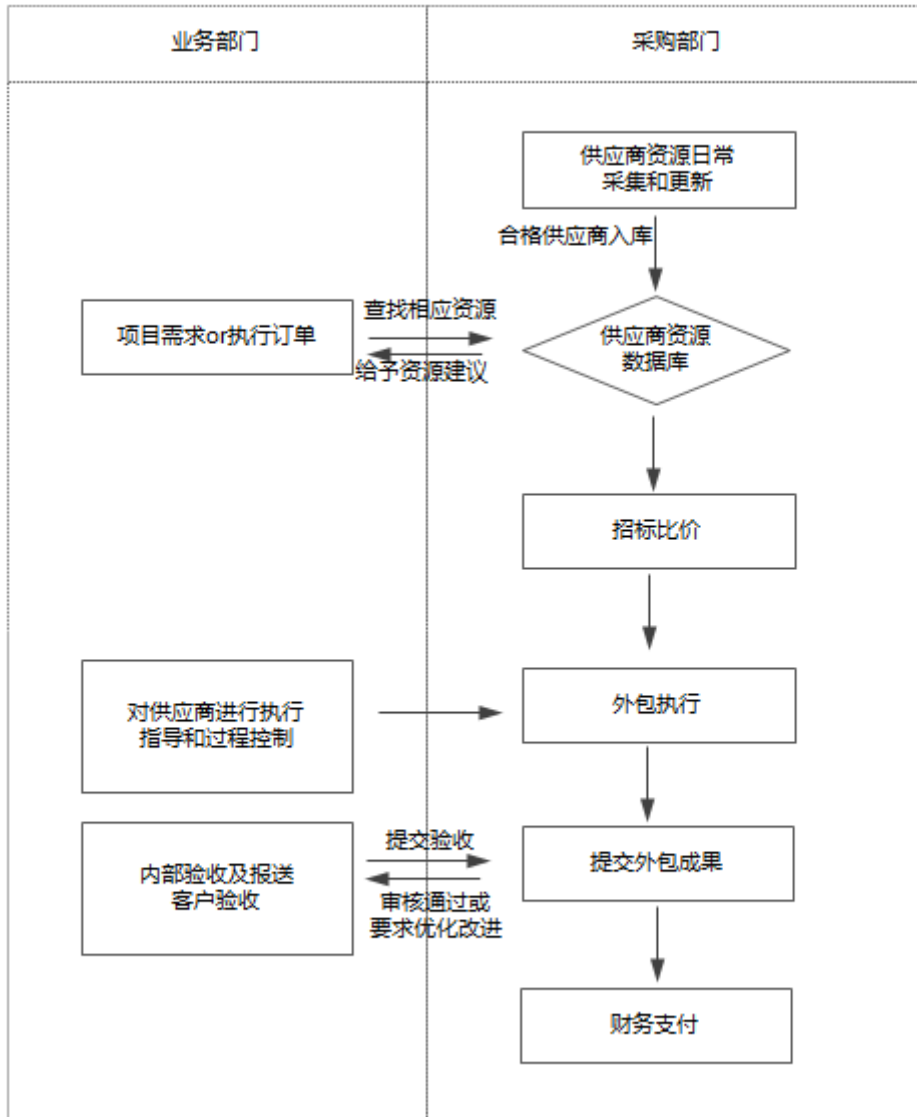 业务部门
采购部门
供应商资源日常
采集和更新
合格供应商入库
项目需求or执行订单
查找相应资源
给予资源建议
供应商资源
数据库
招标比价
对供应商进行执行
指导和过程控制
外包执行
内部验收及报送
客户验收
提交验收
审核通过或
要求优化改进
提交外包成果
财务支付